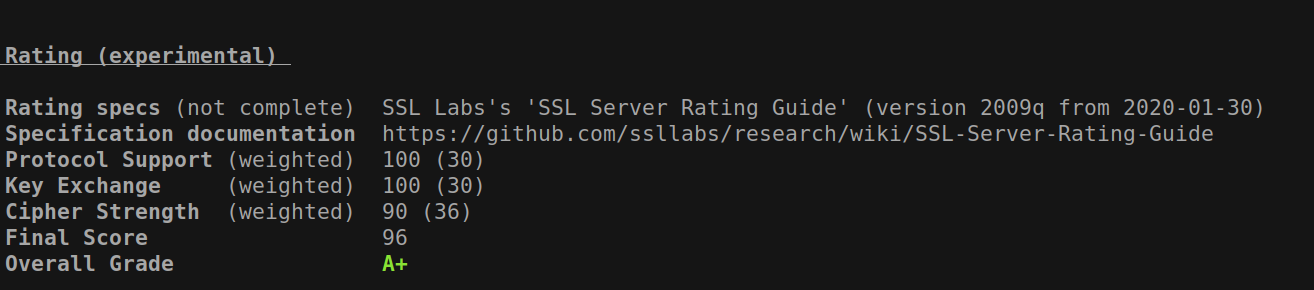 Rating (experimental)
Rating specs (not complete)  SSL Labs's 'SSL Server Rating Guide' (version 2009q from 2020-01-30)
Specification documentation  https://github.com/ssllabs/research/wiki/SSL-Server-Rating-Guide
Protocol Support (weighted)  100 (30)
Key Exchange     (weighted)  100 (30)
Cipher Strength  (weighted)  90 (36)
Final Score                  96
Overall Grade                A+